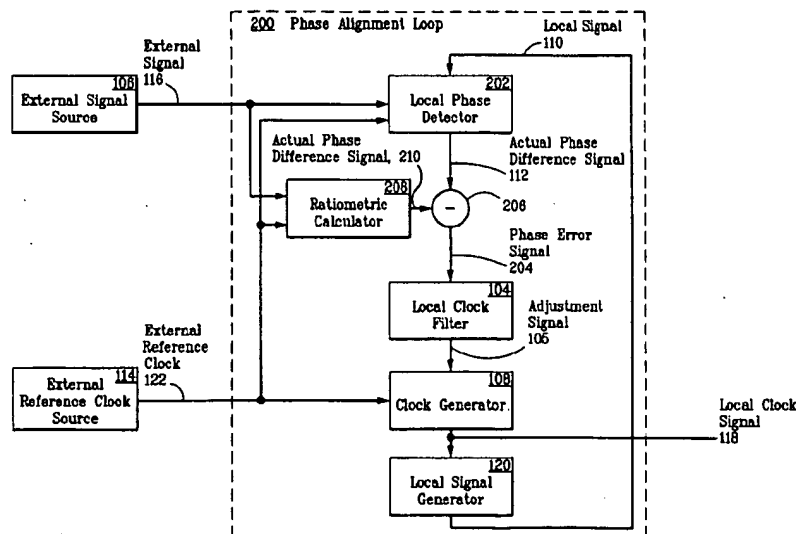 200 Phase Alignment Loop
Local Signal
110
External
Signal
116
106
External Signal
Source
202
Local Phase
Detector
Actual Phase
Difference Signal, 210
Actual Phase
Difference Signal
112
208
Ratiometric
Calculator
-
206
Phase Error
Signal
204
104
Local Clock
Filter
Adjustment
Signal
105
External
Reference
Clock
122
114
External
Reference Clock
Source
108
Clock Generator.
Local Clock
Signal
118
120
Local Signal
Generator